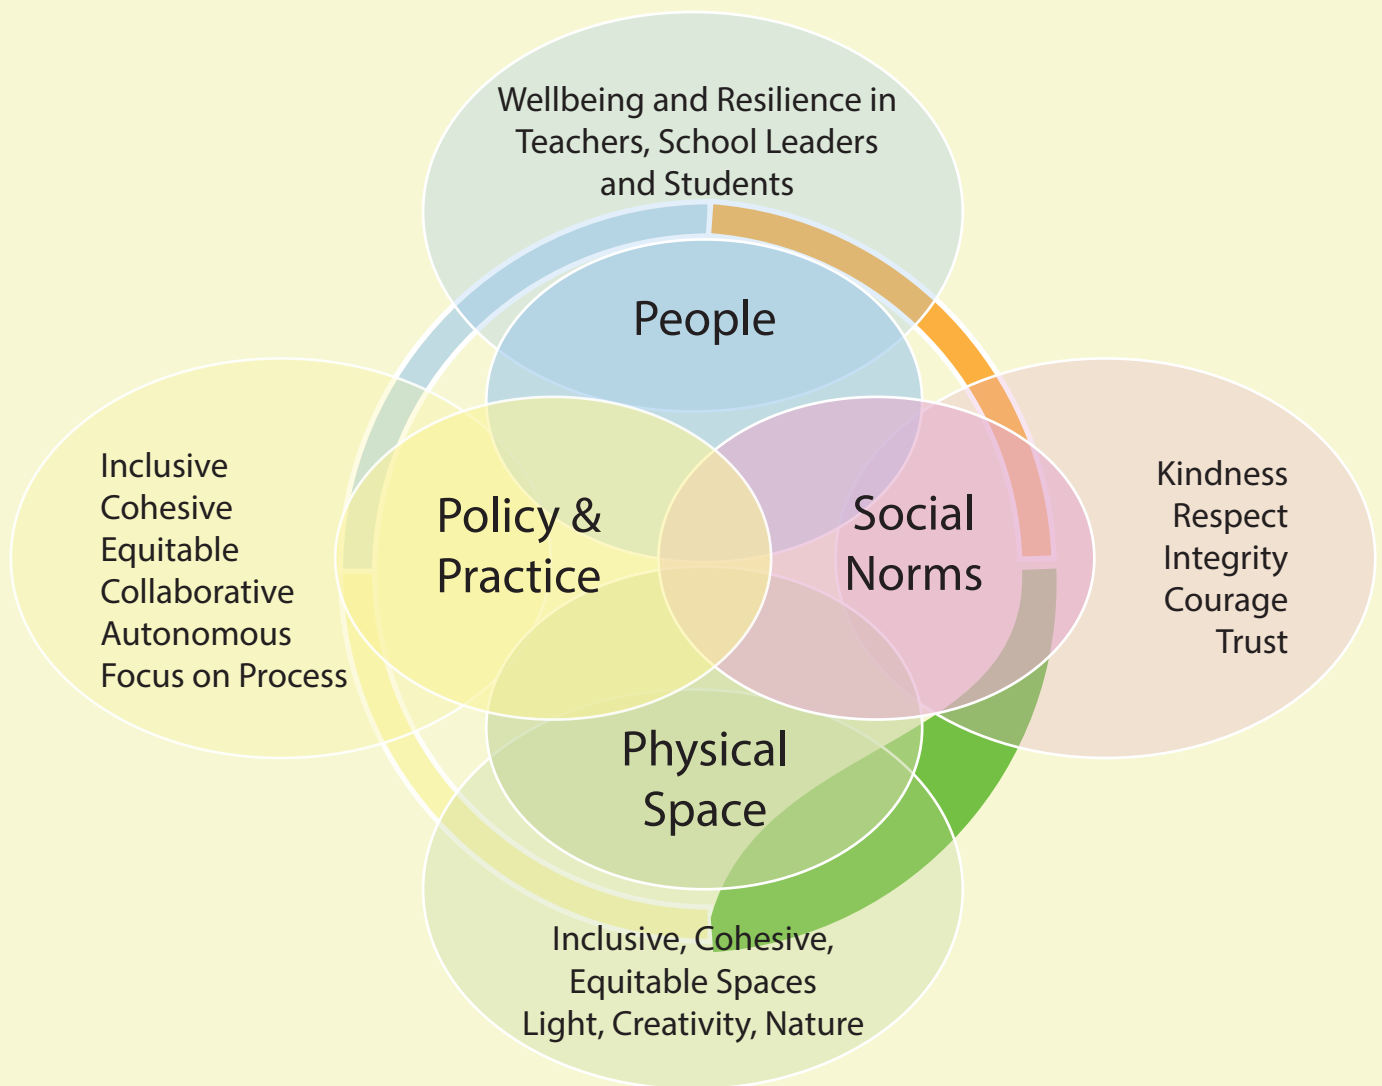 Wellbeing and Resilience in
Teachers, School Leaders
and Students
People
Inclusive
Cohesive
Equitable
Collaborative
Autonomous
Focus on Process
Policy &
Practice
Social
Norms
Kindness
Respect
Integrity
Courage
Trust
Physical
Space
Inclusive, Cohesive,
Equitable Spaces
Light, Creativity, Nature